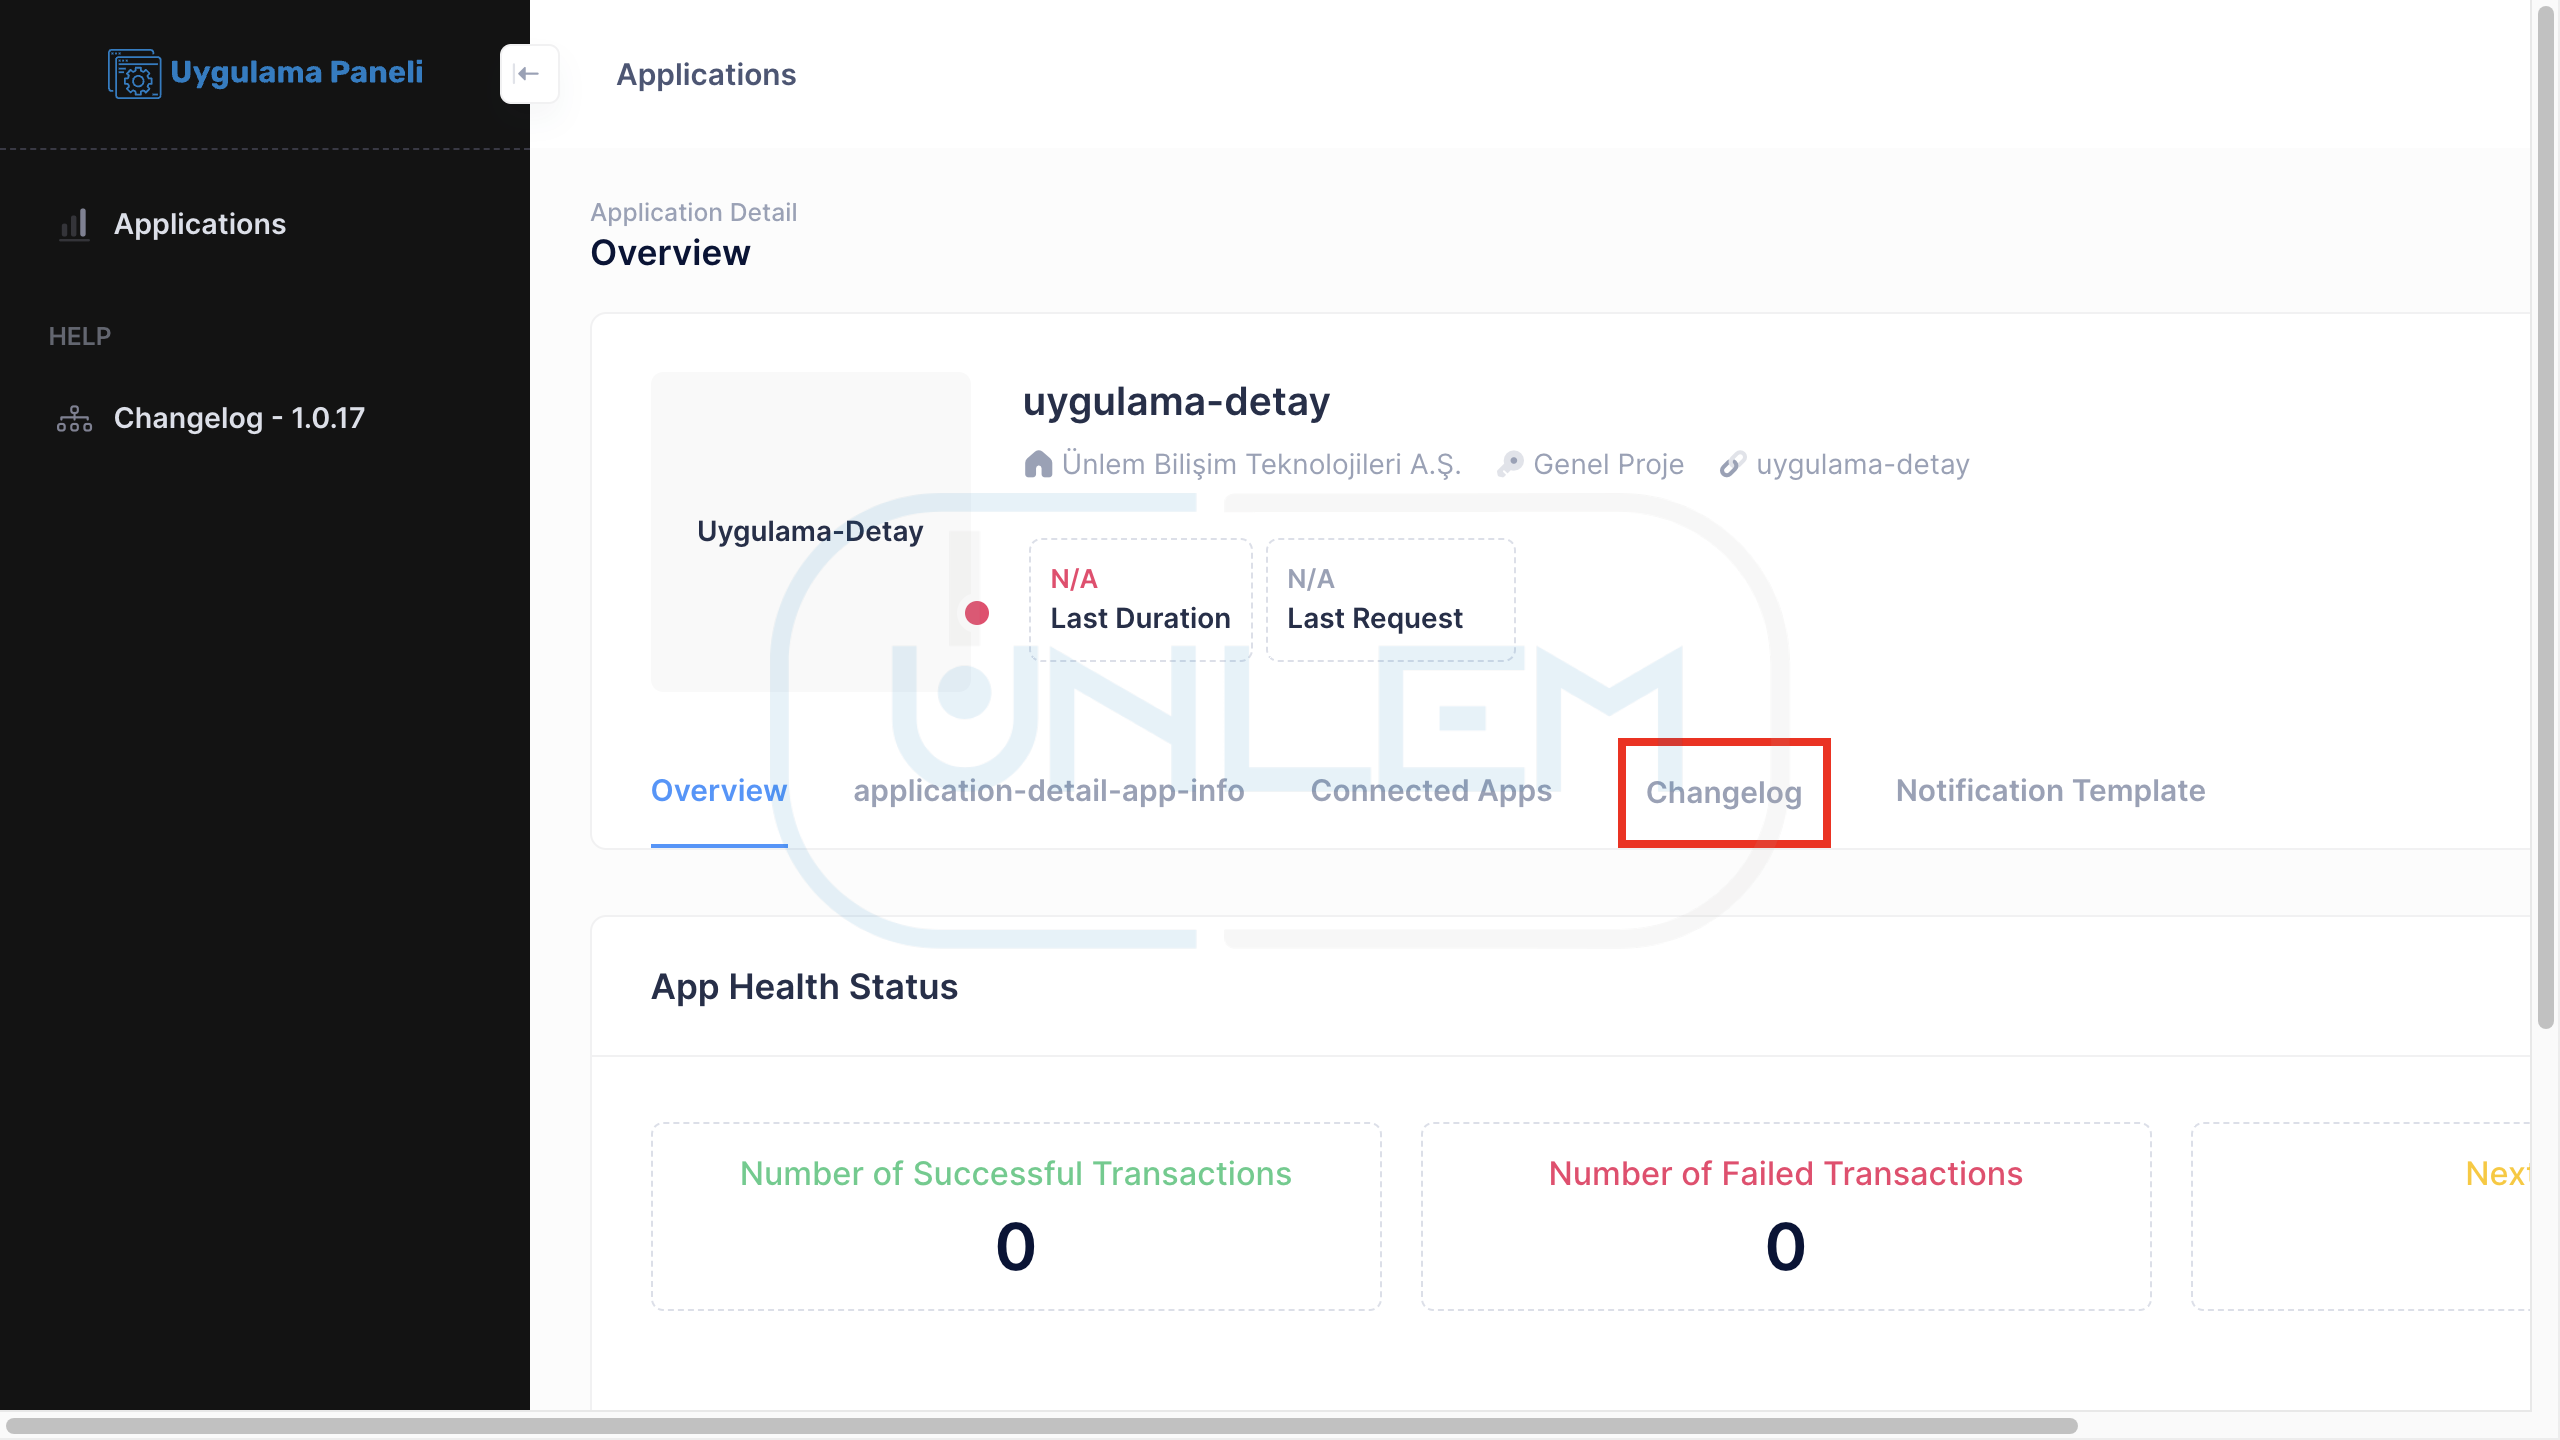 Uygulama Paneli
Applications
Applications
HELP
Changelog - 1.0.17
Application Detail
Overview
Uygulama-Detay
uygulama-detay
Ünlem Bilişim Teknolojileri A.Ş. Genel Proje uygulama-detay
N/A
Last Duration
N/A
Last Request
ÜNLEM
Overview application-detail-app-info Connected Apps Changelog Notification Template
App Health Status
Number of Successful Transactions
0
Number of Failed Transactions
0